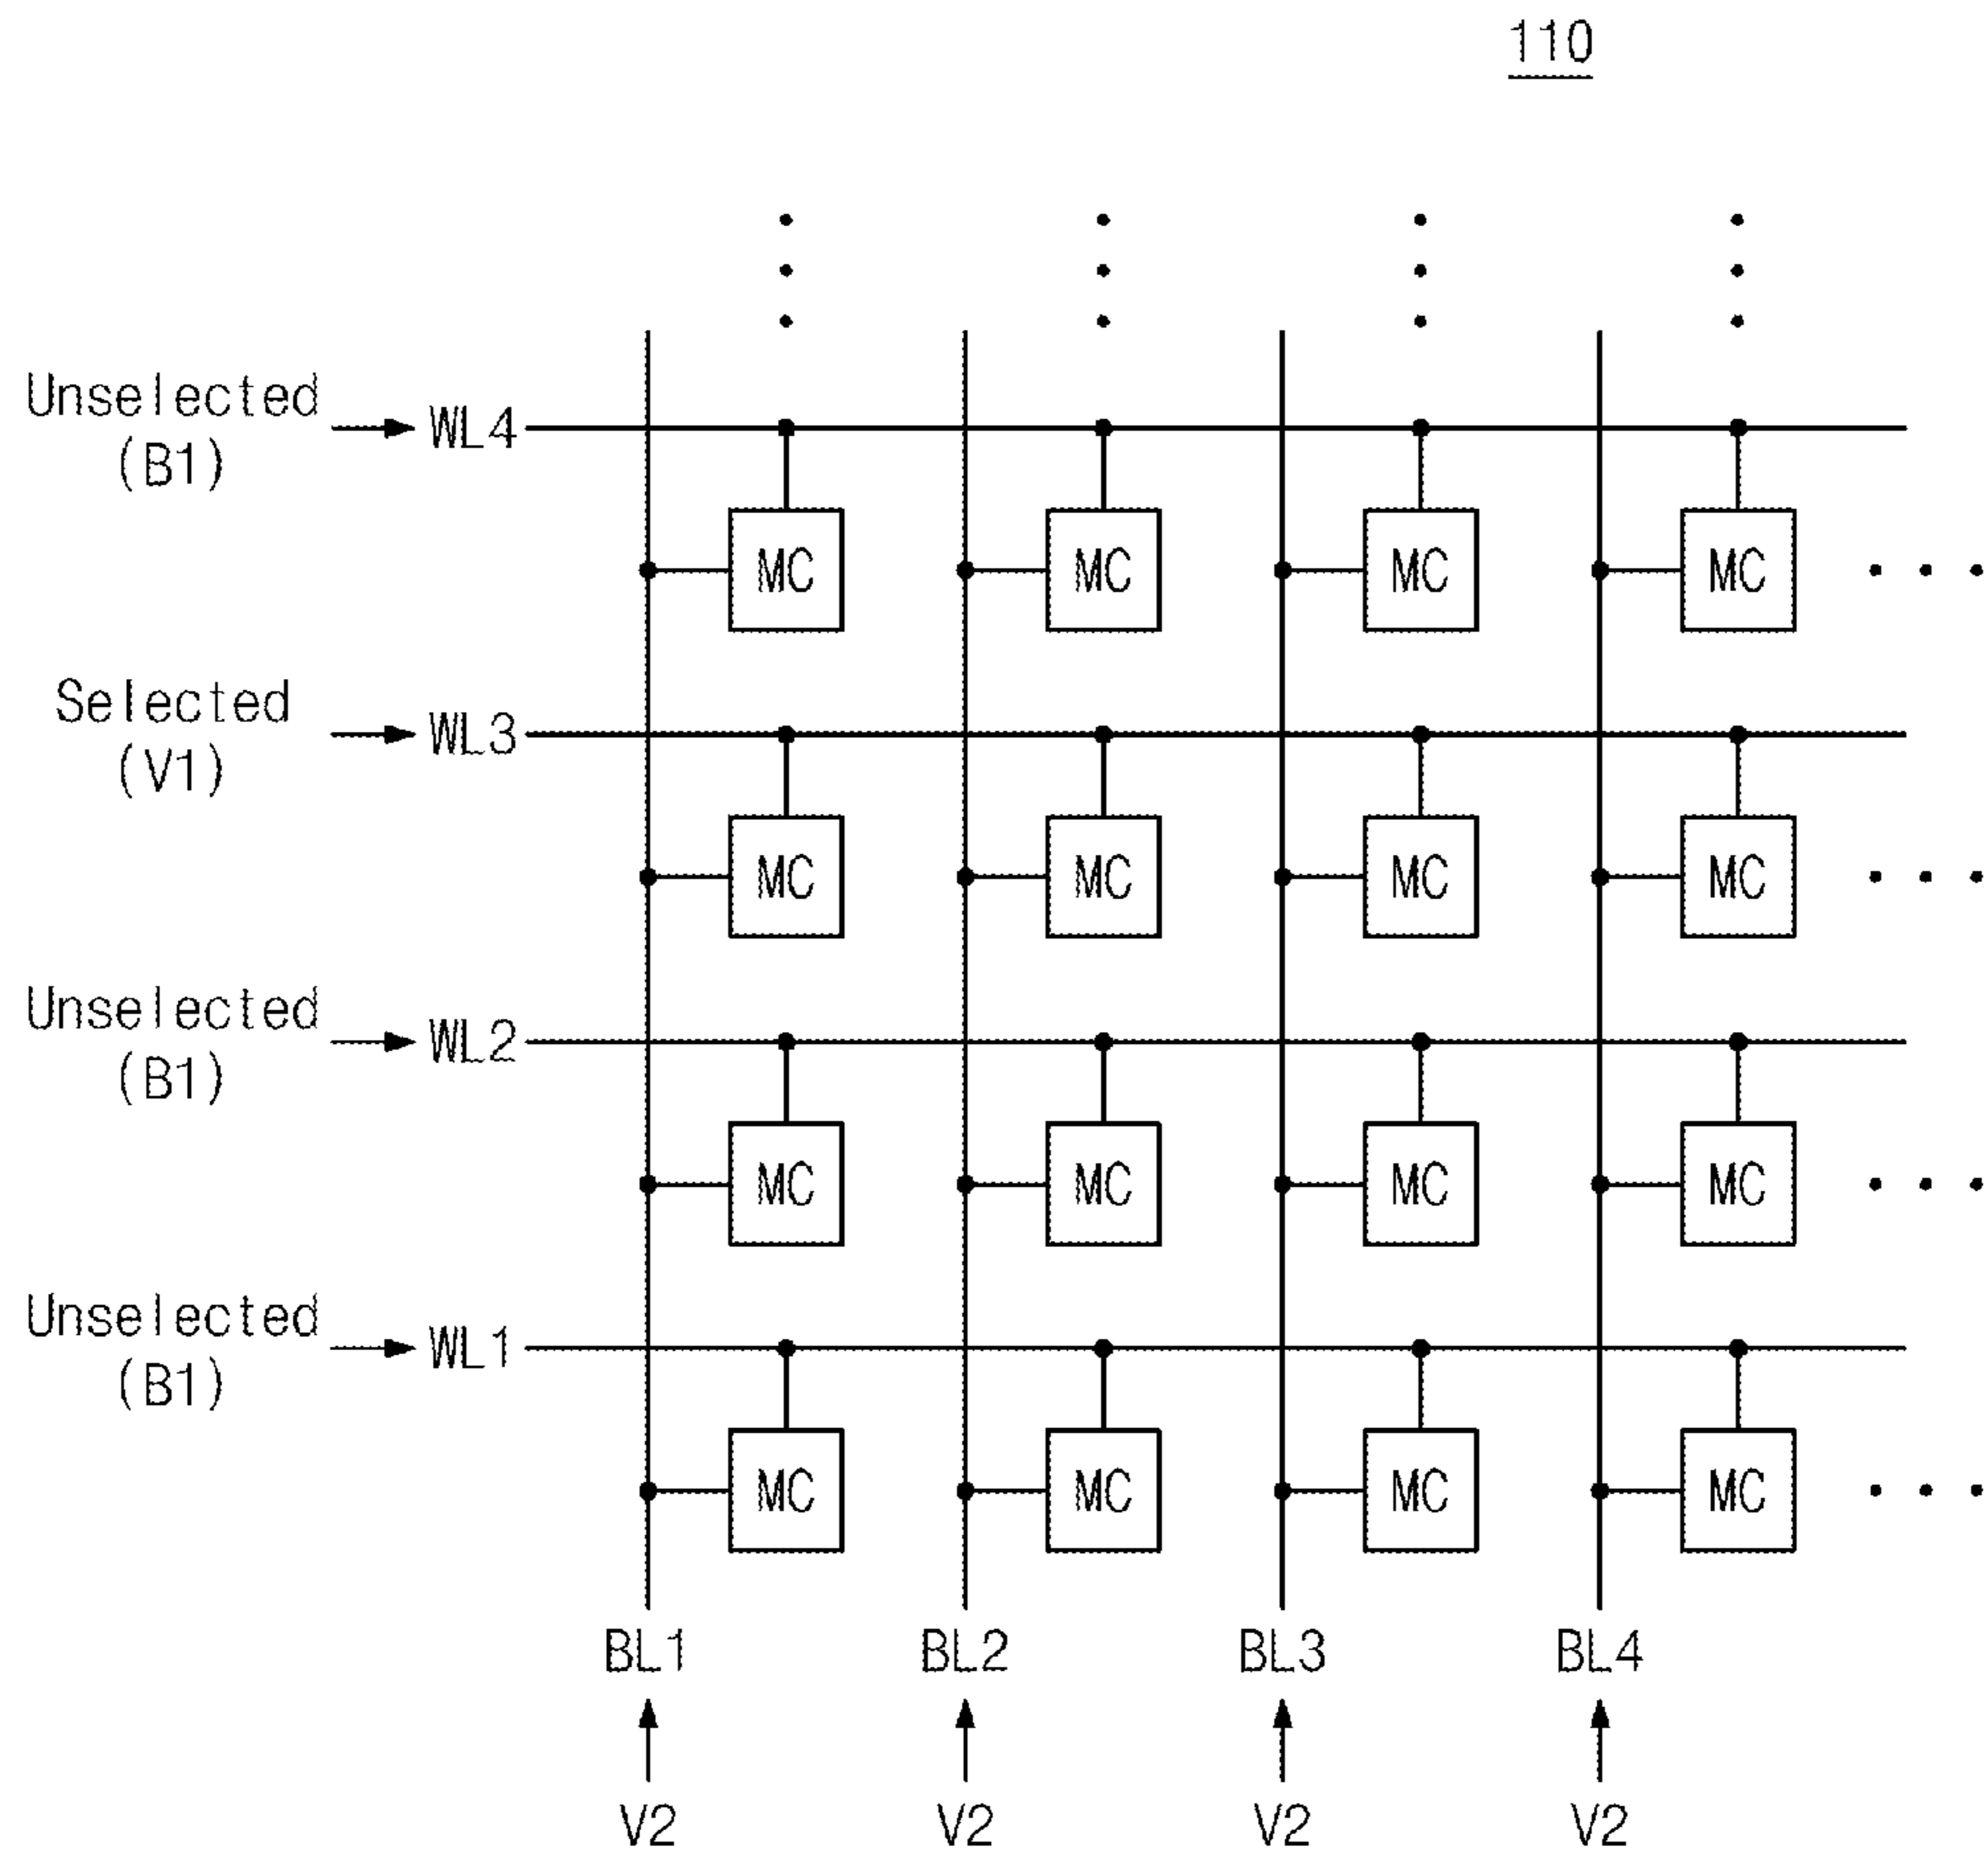 110
Unselected
(B1)
WL4
MC MC MC MC
Selected
(V1)
WL3
MC MC MC MC
Unselected
(B1)
WL2
MC MC MC MC
Unselected
(B1)
WL1
MC MC MC MC
BL1 BL2 BL3 BL4
V2 V2 V2 V2